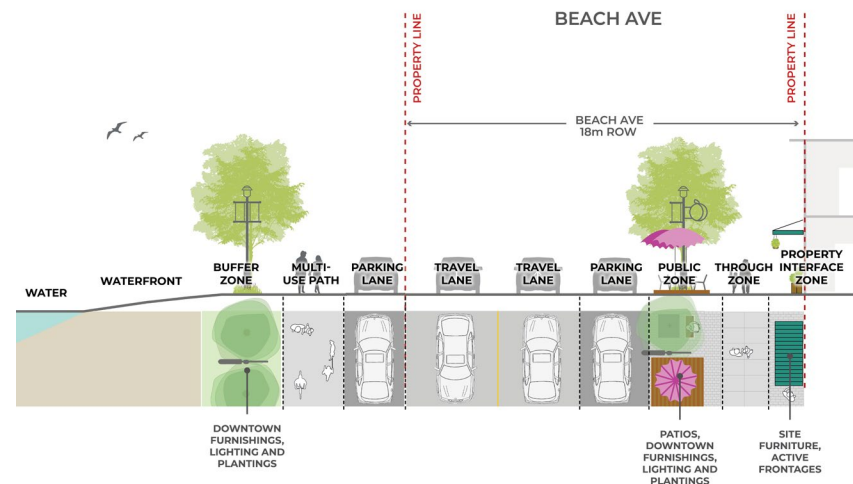 BEACH AVE
PROPERTY LINE
PROPERTY LINE
BEACH AVE
18m ROW
WATER
WATERFRONT
BUFFER
ZONE
MULTI-
USE PATH
PARKING
LANE
TRAVEL
LANE
TRAVEL
LANE
PARKING
LANE
PUBLIC
ZONE
THROUGH
ZONE
PROPERTY
INTERFACE
ZONE
DOWNTOWN
FURNISHINGS,
LIGHTING AND
PLANTINGS
PATIOS,
DOWNTOWN
FURNISHINGS,
LIGHTING AND
PLANTINGS
SITE
FURNITURE,
ACTIVE
FRONTAGES